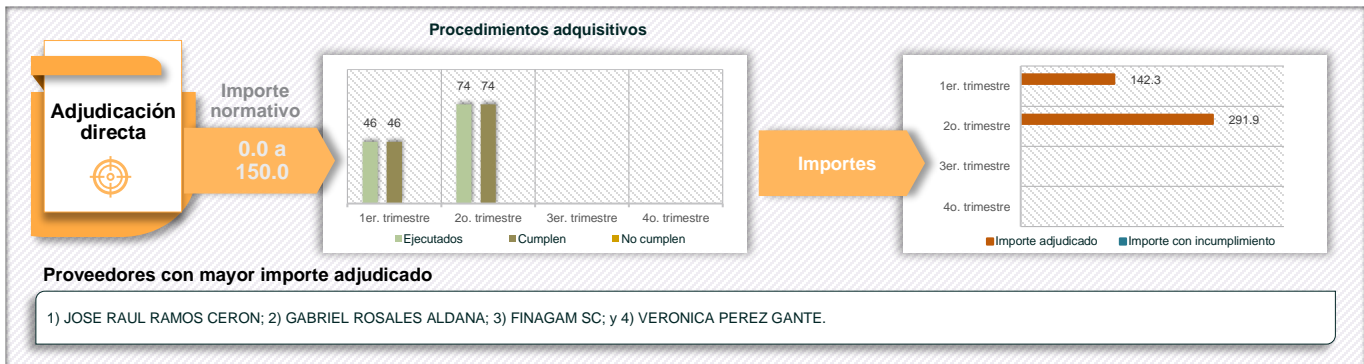 Procedimientos adquisitivos
Adjudicación
directa
Importe
normativo
0.0 a
150.0
46 46
74 74
1er. trimestre 2o. trimestre 3er. trimestre 4o. trimestre
Ejecutados Cumplen No cumplen
Importes
1er. trimestre 142.3
2o. trimestre 291.9
3er. trimestre
4o. trimestre
Importe adjudicado Importe con incumplimiento
Proveedores con mayor importe adjudicado
1) JOSE RAUL RAMOS CERON; 2) GABRIEL ROSALES ALDANA; 3) FINAGAM SC; y 4) VERONICA PEREZ GANTE.